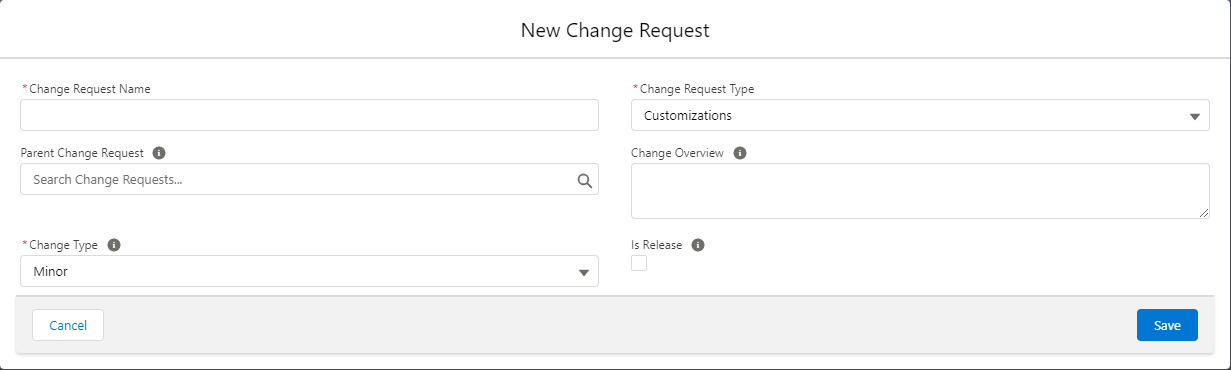 New Change Request
*Change Request Name
*Change Request Type
Customizations
Parent Change Request
Search Change Requests...
Change Overview
*Change Type
Minor
Is Release
Cancel
Save